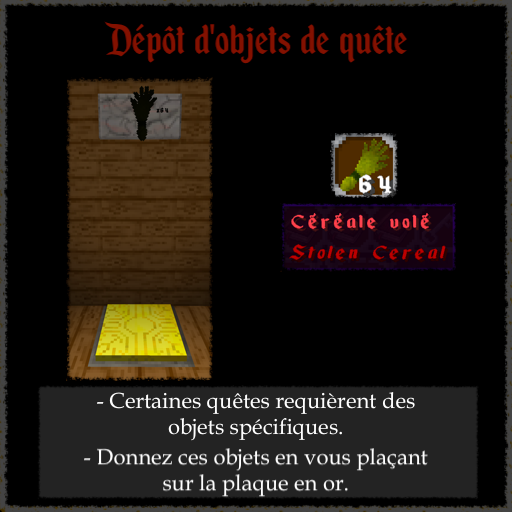 Dépôt d'objets de quête
64
Céréale volé
Stolen Cereal
- Certaines quêtes requièrent des
objets spécifiques.
- Donnez ces objets en vous plaçant
sur la plaque en or.